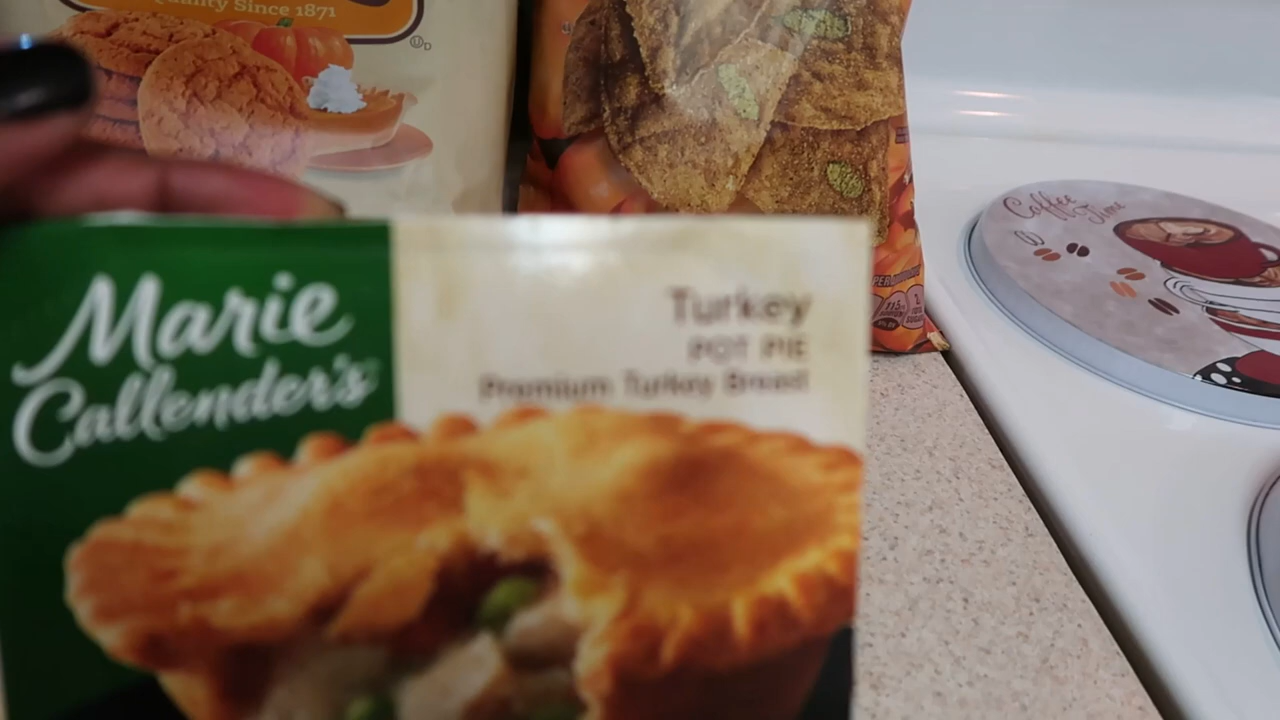 Quality Since 1871
Marie
Callender's
Turkey
POT PIE
Premium Turkey Breast
Coffee
Time